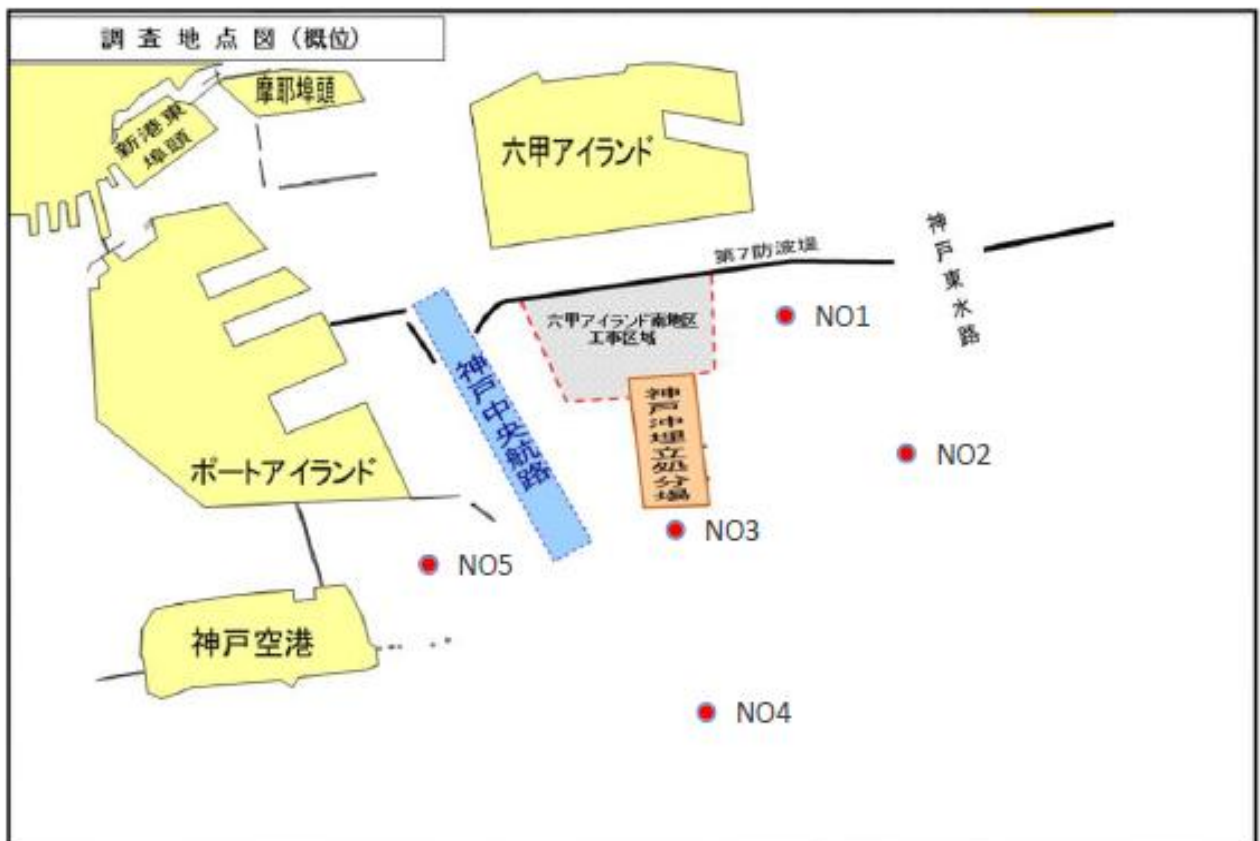 調査地点図（概位）
摩耶埠頭
新港東
埠頭
六甲アイランド
第7防波堤
神戸東水路
六甲アイランド南地区
工事区域
NO1
神戸中央航路
神戸沖埋立処分場
NO2
ポートアイランド
NO3
NO5
神戸空港
NO4